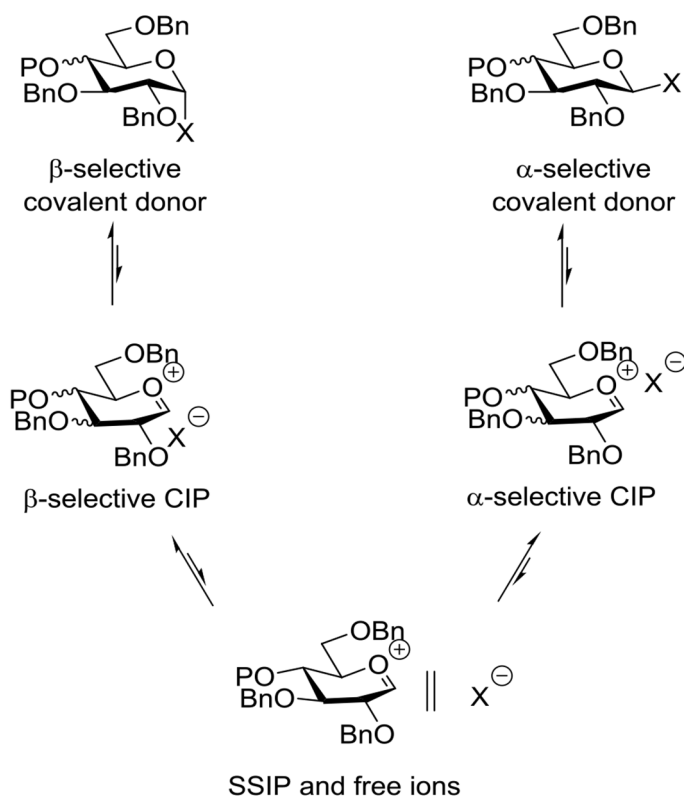 OBn
PO
O
BnO
BnO
X
β-selective
covalent donor
OBn
PO
O
X
BnO
OBn
α-selective
covalent donor
OBn
⊕
PO
O
BnO
X
⊖
BnO
β-selective CIP
OBn
⊕
X
⊖
PO
O
BnO
BnO
α-selective CIP
OBn
⊕
PO
O
BnO
X
⊖
BnO
SSIP and free ions